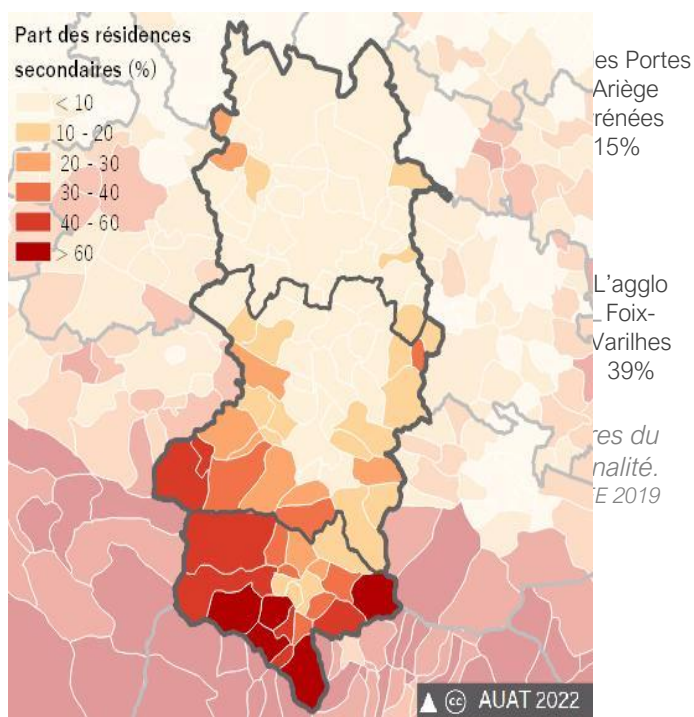 Part des résidences
secondaires (%)
< 10
10 - 20
20 - 30
30 - 40
40 - 60
> 60
es Portes
Ariège
rénées
15%
L'agglo
Foix-
Varilhes
39%
res du
nalité.
E 2019
cc AUAT 2022